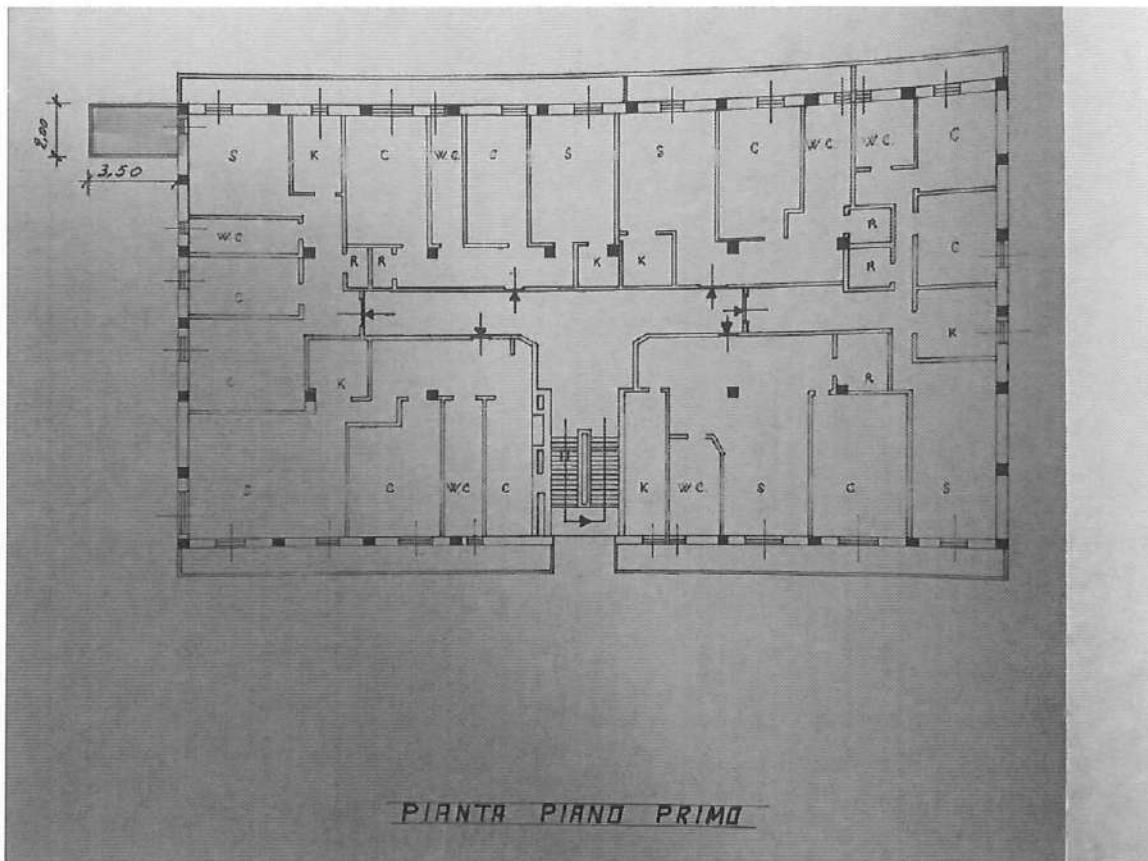 2,00
3,50
S K C W.C. C S S C W.C. W.C. C
W.C.
R R K K R C
R
C
K
C K R
C C W.C. C K W.C. S C S
PIANTA PIANO PRIMO